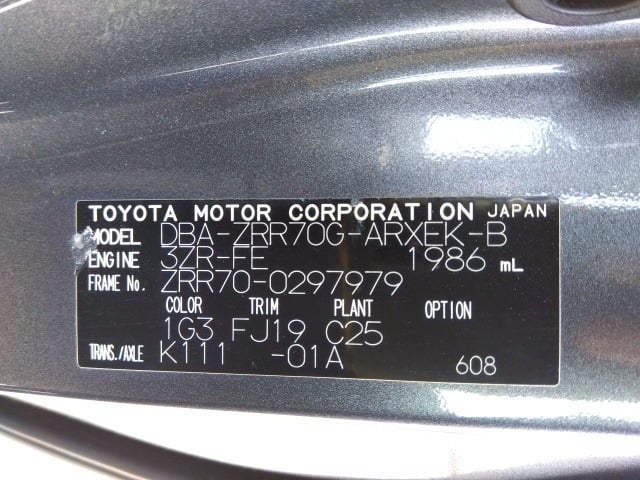 TOYOTA MOTOR CORPORATION JAPAN
MODEL DBA-ZRR70G-ARXEK-B
ENGINE 3ZR-FE 1986 mL
FRAME No. ZRR70-0297979
COLOR TRIM PLANT OPTION
1G3 FJ19 C25
TRANS./AXLE K111 -01A 608